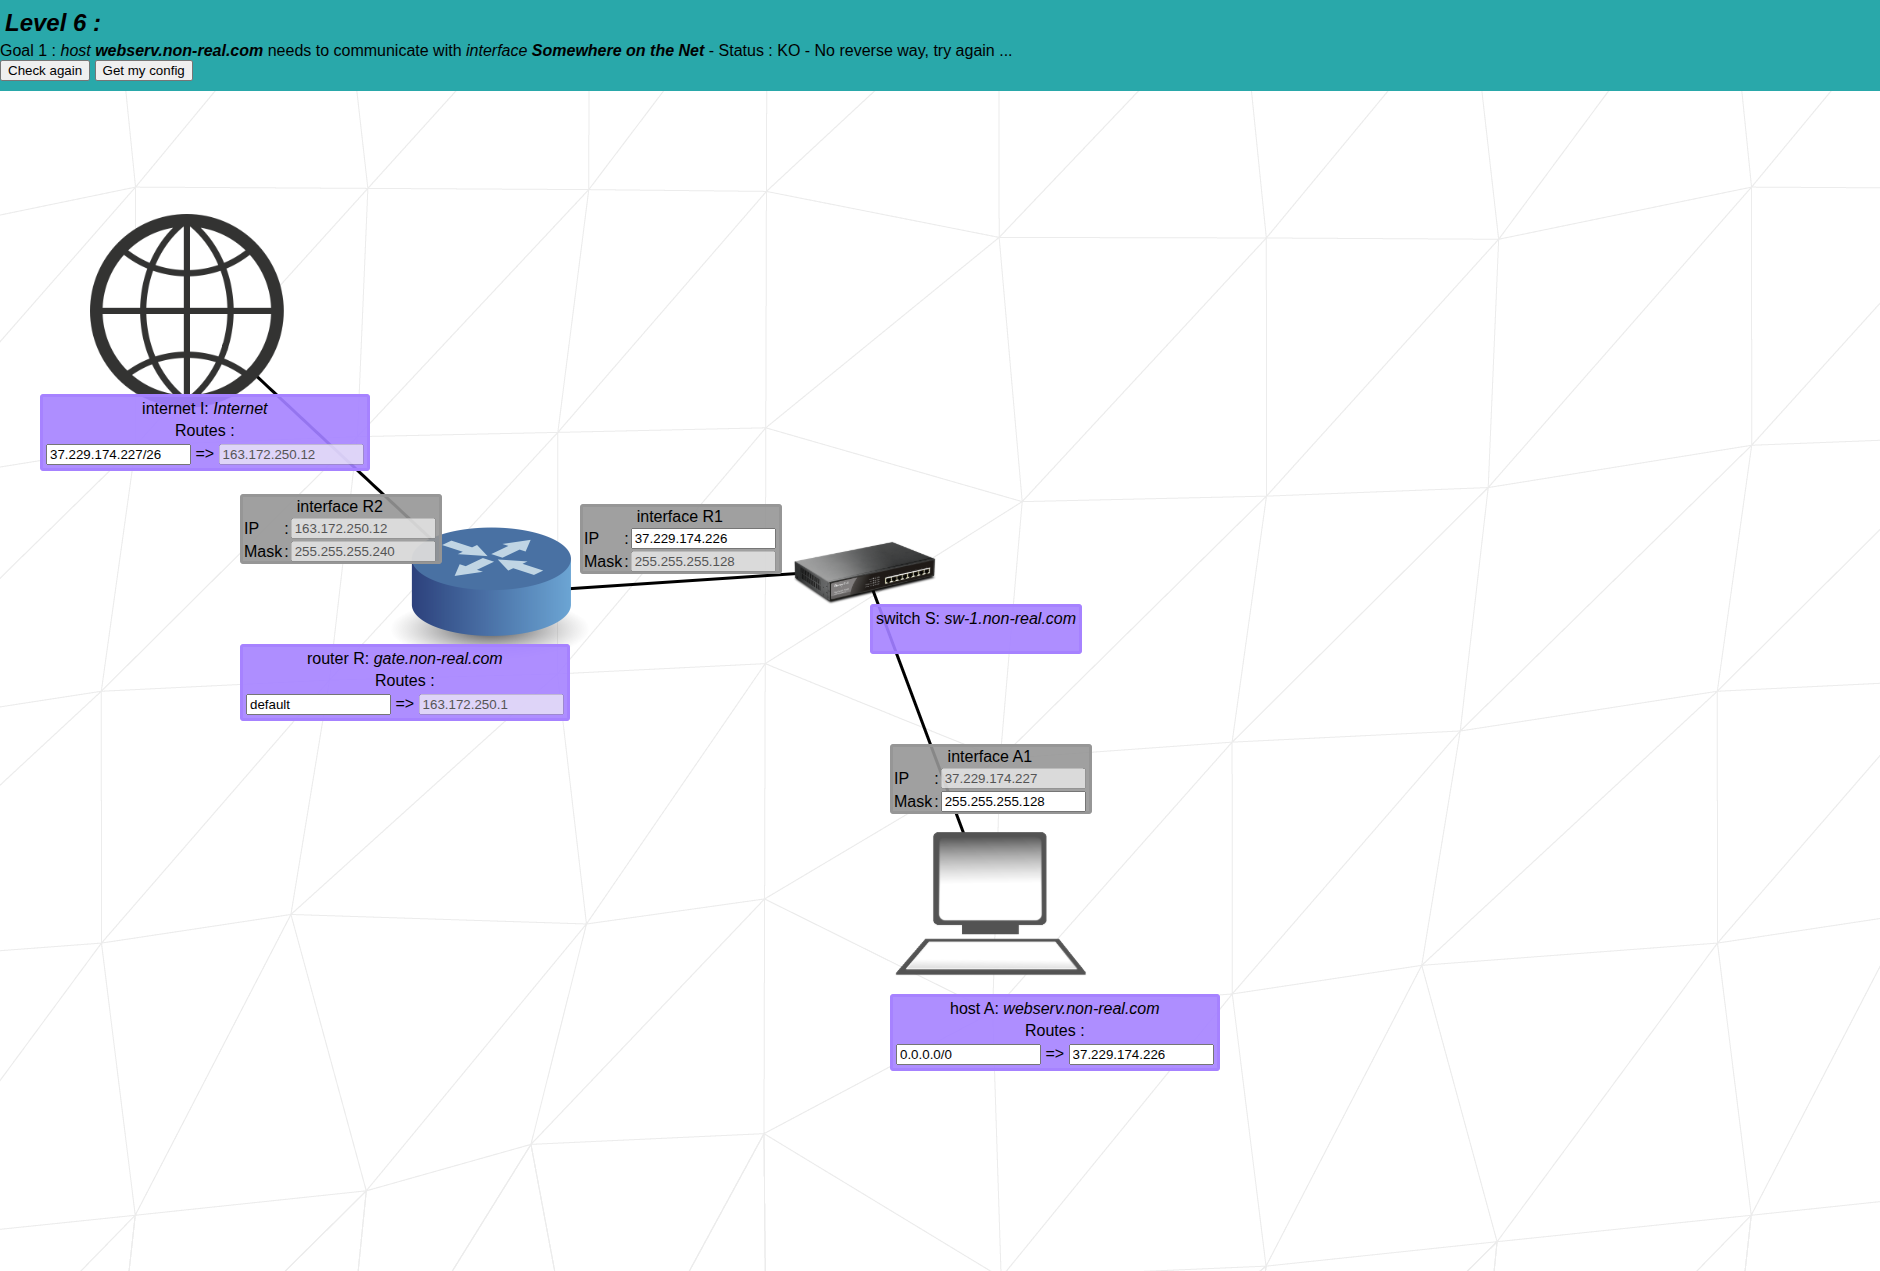 Level 6 :
Goal 1 : host webserv.non-real.com needs to communicate with interface Somewhere on the Net - Status : KO - No reverse way, try again ...
Check again Get my config
internet I: Internet
Routes :
37.229.174.227/26 => 163.172.250.12
interface R2
IP : 163.172.250.12
Mask : 255.255.255.240
interface R1
IP : 37.229.174.226
Mask : 255.255.255.128
switch S: sw-1.non-real.com
router R: gate.non-real.com
Routes :
default => 163.172.250.1
interface A1
IP : 37.229.174.227
Mask : 255.255.255.128
host A: webserv.non-real.com
Routes :
0.0.0.0/0 => 37.229.174.226